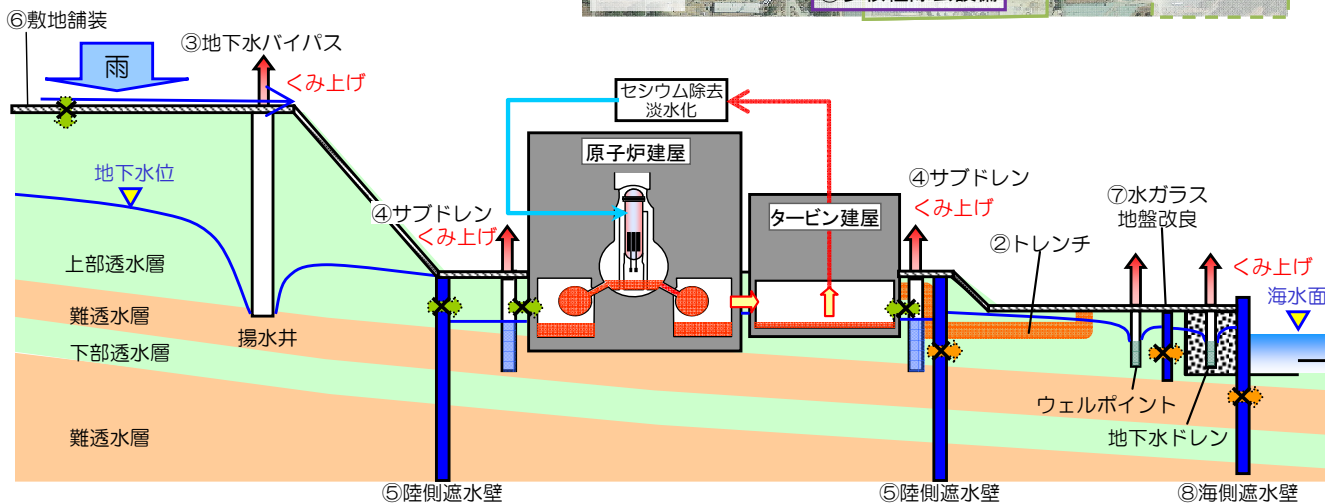 ⑥敷地舗装
雨
③地下水バイパス
くみ上げ
セシウム除去
淡水化
原子炉建屋
地下水位
④サブドレン
くみ上げ
タービン建屋
④サブドレン
くみ上げ
②トレンチ
⑦水ガラス
地盤改良
くみ上げ
海水面
上部透水層
難透水層
下部透水層
難透水層
揚水井
ウェルポイント
地下水ドレン
⑤陸側遮水壁
⑤陸側遮水壁
⑧海側遮水壁